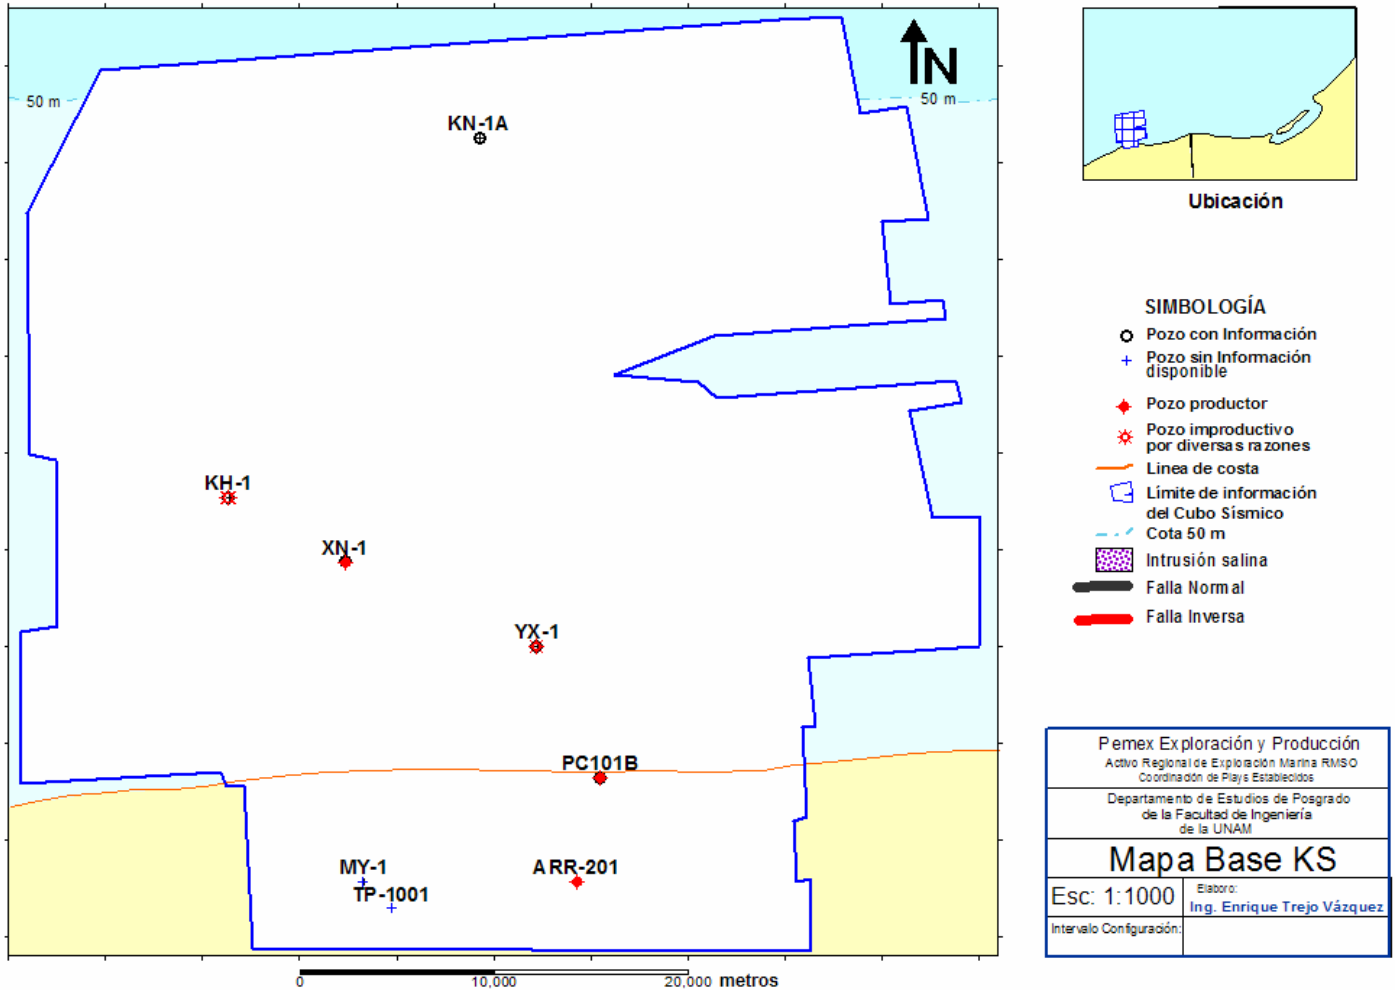 N
50 m
50 m
KN-1A
KH-1
XN-1
YX-1
PC101B
MY-1
TP-1001
ARR-201
0
10,000
20,000 metros
Ubicación
SIMBOLOGÍA
Pozo con Información
Pozo sin Información
disponible
Pozo productor
Pozo improductivo
por diversas razones
Linea de costa
Límite de información
del Cubo Sísmico
Cota 50 m
Intrusión salina
Falla Normal
Falla Inversa
Pemex Exploración y Producción
Activo Regional de Exploración Marina RMSO
Coordinación de Plays Establecidos
Departamento de Estudios de Posgrado
de la Facultad de Ingeniería
de la UNAM
Mapa Base KS
Esc: 1:1000
Elaboro:
Ing. Enrique Trejo Vázquez
Intervalo Configuración: